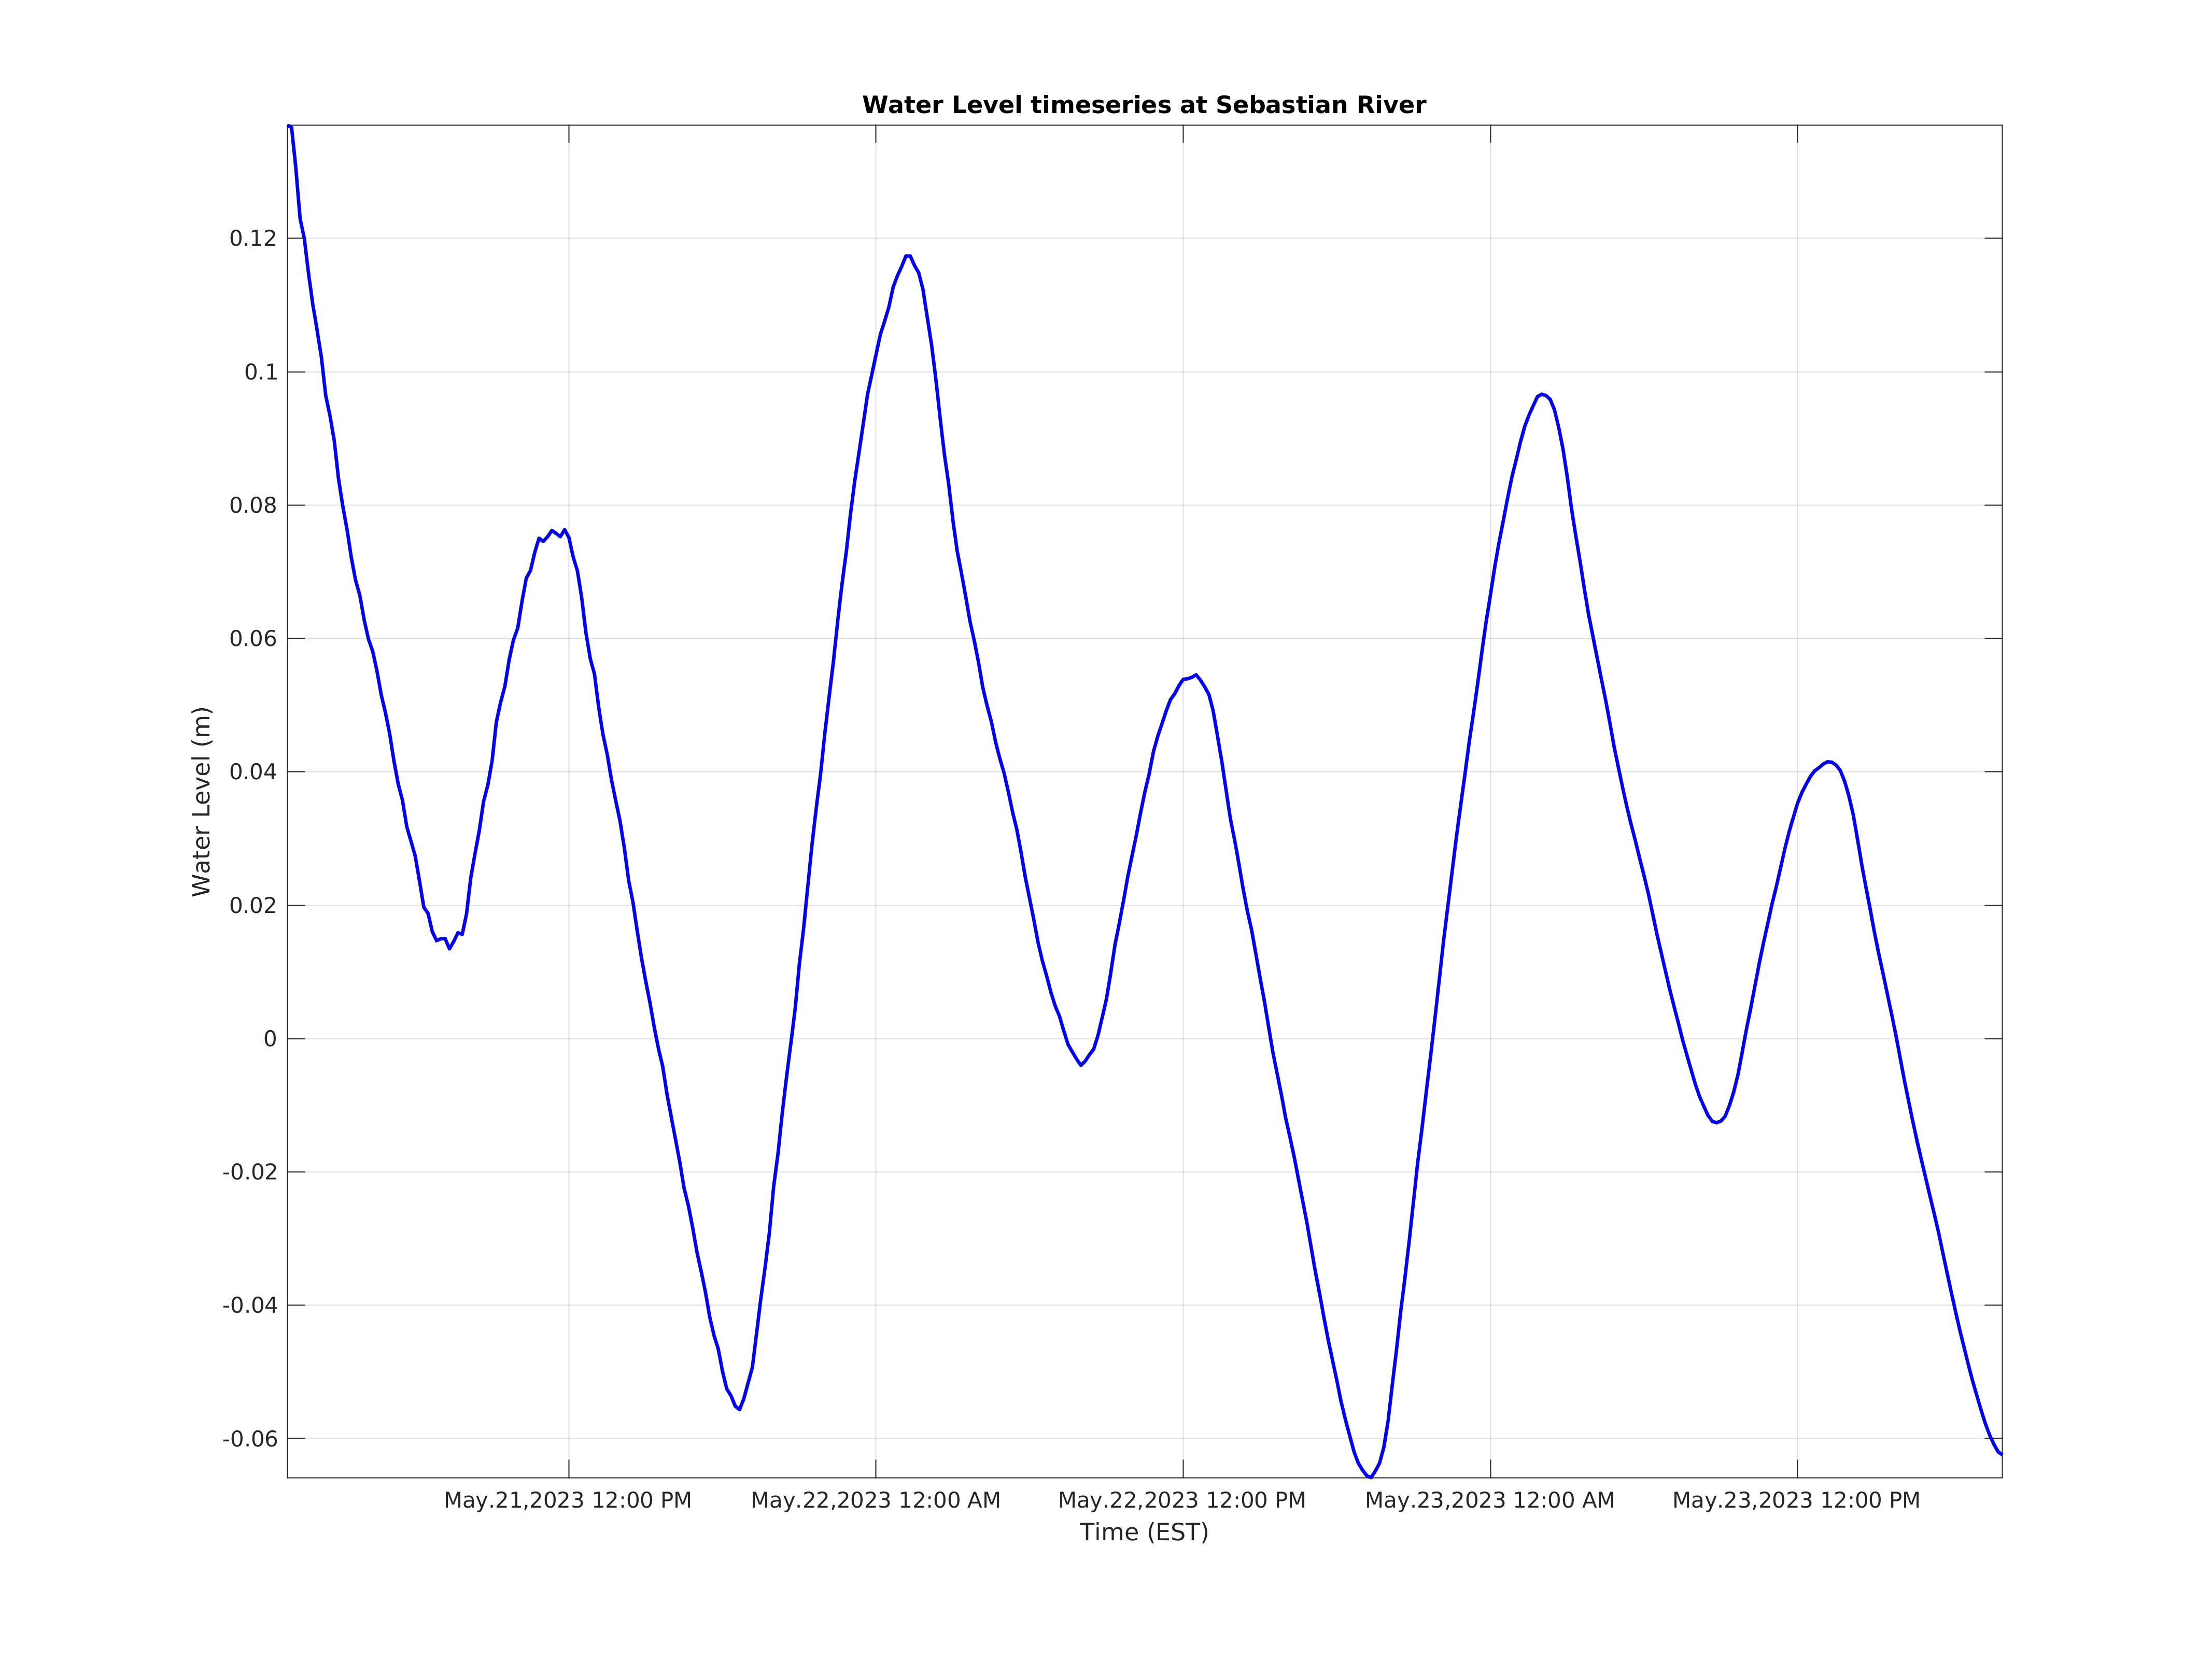 Water Level timeseries at Sebastian River
0.12
0.1
0.08
0.06
0.04
0.02
0
-0.02
-0.04
-0.06
Water Level (m)
May.21,2023 12:00 PM May.22,2023 12:00 AM May.22,2023 12:00 PM May.23,2023 12:00 AM May.23,2023 12:00 PM
Time (EST)